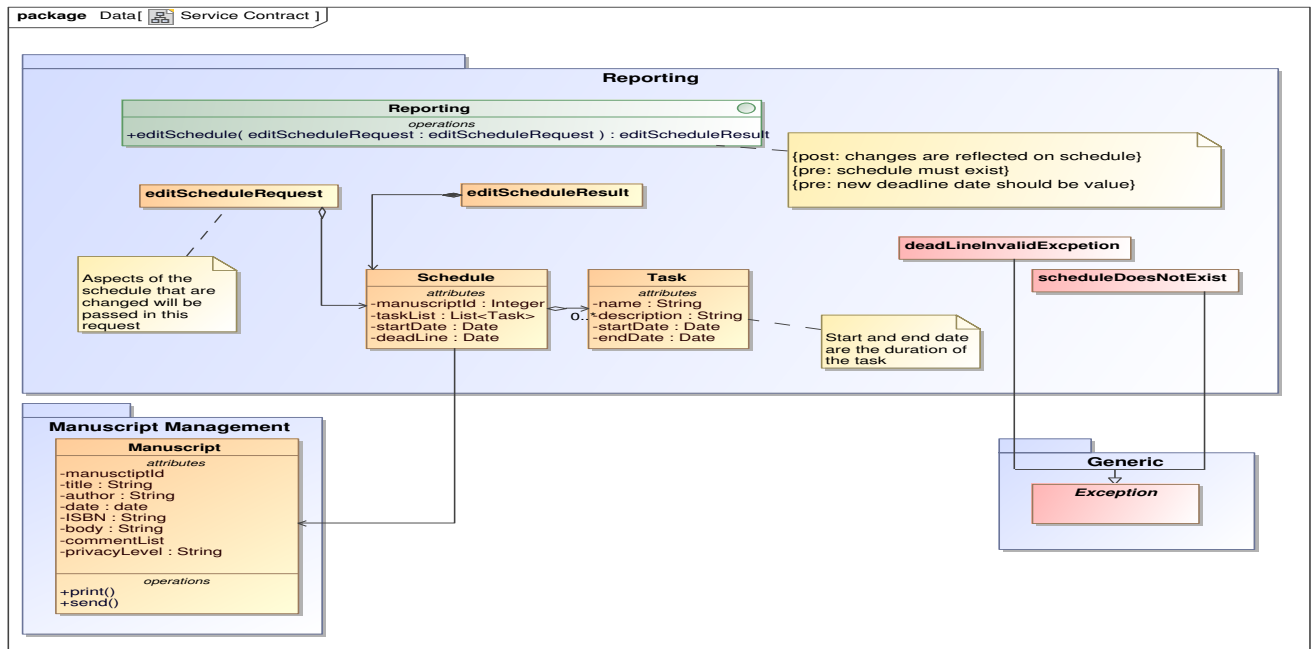 package Data[ Service Contract ]
Reporting
Reporting
operations
+editSchedule( editScheduleRequest : editScheduleRequest ) : editScheduleResult
{post: changes are reflected on schedule}
{pre: schedule must exist}
{pre: new deadline date should be value}
editScheduleRequest
editScheduleResult
deadLineInvalidExcpetion
scheduleDoesNotExist
Aspects of the
schedule that are
changed will be
passed in this
request
Schedule
attributes
-manuscriptId : Integer
-taskList : List<Task>
-startDate : Date
-deadLine : Date
0..*
Task
attributes
-name : String
-description : String
-startDate : Date
-endDate : Date
Start and end date
are the duration of
the task
Manuscript Management
Manuscript
attributes
-manusctiptId
-title : String
-author : String
-date : date
-ISBN : String
-body : String
-commentList
-privacyLevel : String
operations
+print()
+send()
Generic
Exception